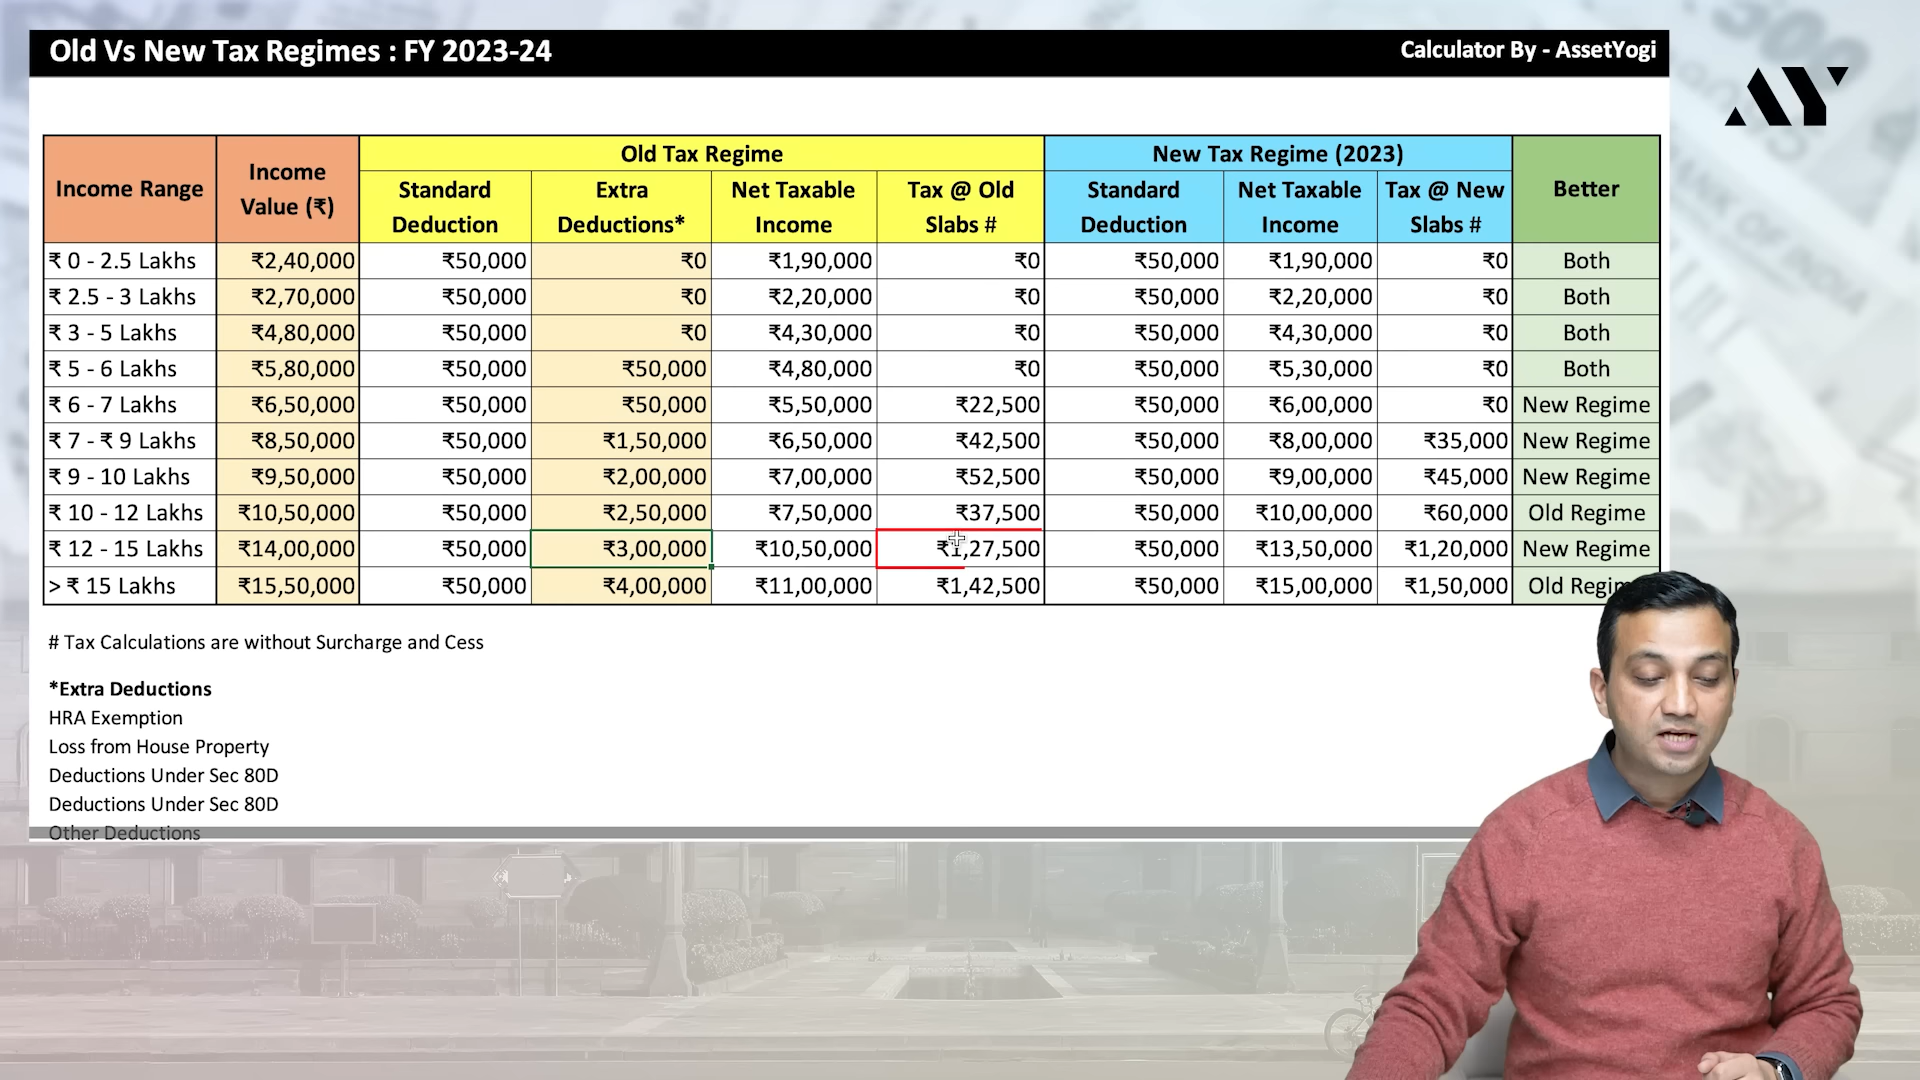 Old Vs New Tax Regimes : FY 2023-24
Calculator By - AssetYogi
AY
Income Range
Income Value (₹)
Old Tax Regime
New Tax Regime (2023)
Better
Standard Deduction
Extra Deductions*
Net Taxable Income
Tax @ Old Slabs #
Standard Deduction
Net Taxable Income
Tax @ New Slabs #
₹ 0 - 2.5 Lakhs ₹2,40,000 ₹50,000 ₹0 ₹1,90,000 ₹0 ₹50,000 ₹1,90,000 ₹0 Both
₹ 2.5 - 3 Lakhs ₹2,70,000 ₹50,000 ₹0 ₹2,20,000 ₹0 ₹50,000 ₹2,20,000 ₹0 Both
₹ 3 - 5 Lakhs ₹4,80,000 ₹50,000 ₹0 ₹4,30,000 ₹0 ₹50,000 ₹4,30,000 ₹0 Both
₹ 5 - 6 Lakhs ₹5,80,000 ₹50,000 ₹50,000 ₹4,80,000 ₹0 ₹50,000 ₹5,30,000 ₹0 Both
₹ 6 - 7 Lakhs ₹6,50,000 ₹50,000 ₹50,000 ₹5,50,000 ₹22,500 ₹50,000 ₹6,00,000 ₹0 New Regime
₹ 7 - ₹ 9 Lakhs ₹8,50,000 ₹50,000 ₹1,50,000 ₹6,50,000 ₹42,500 ₹50,000 ₹8,00,000 ₹35,000 New Regime
₹ 9 - 10 Lakhs ₹9,50,000 ₹50,000 ₹2,00,000 ₹7,00,000 ₹52,500 ₹50,000 ₹9,00,000 ₹45,000 New Regime
₹ 10 - 12 Lakhs ₹10,50,000 ₹50,000 ₹2,50,000 ₹7,50,000 ₹37,500 ₹50,000 ₹10,00,000 ₹60,000 Old Regime
₹ 12 - 15 Lakhs ₹14,00,000 ₹50,000 ₹3,00,000 ₹10,50,000 ₹1,27,500 ₹50,000 ₹13,50,000 ₹1,20,000 New Regime
> ₹ 15 Lakhs ₹15,50,000 ₹50,000 ₹4,00,000 ₹11,00,000 ₹1,42,500 ₹50,000 ₹15,00,000 ₹1,50,000 Old Regim
# Tax Calculations are without Surcharge and Cess
*Extra Deductions
HRA Exemption
Loss from House Property
Deductions Under Sec 80D
Deductions Under Sec 80D
Other Deductions